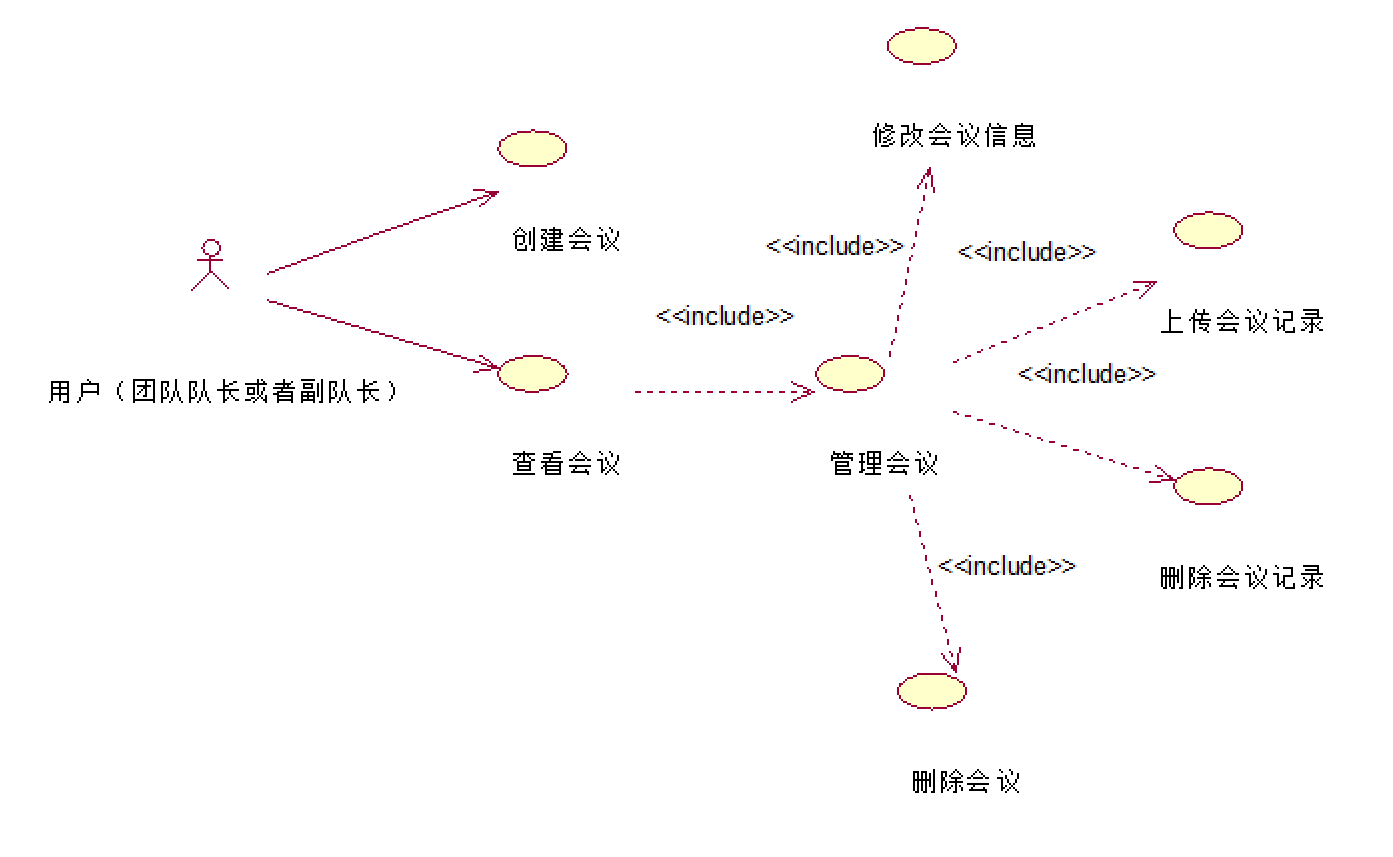 修改会议信息
创建会议
<<include>>
<<include>>
<<include>>
上传会议记录
<<include>>
用户（团队队长或者副队长）
查看会议
管理会议
<<include>>
删除会议记录
删除会议